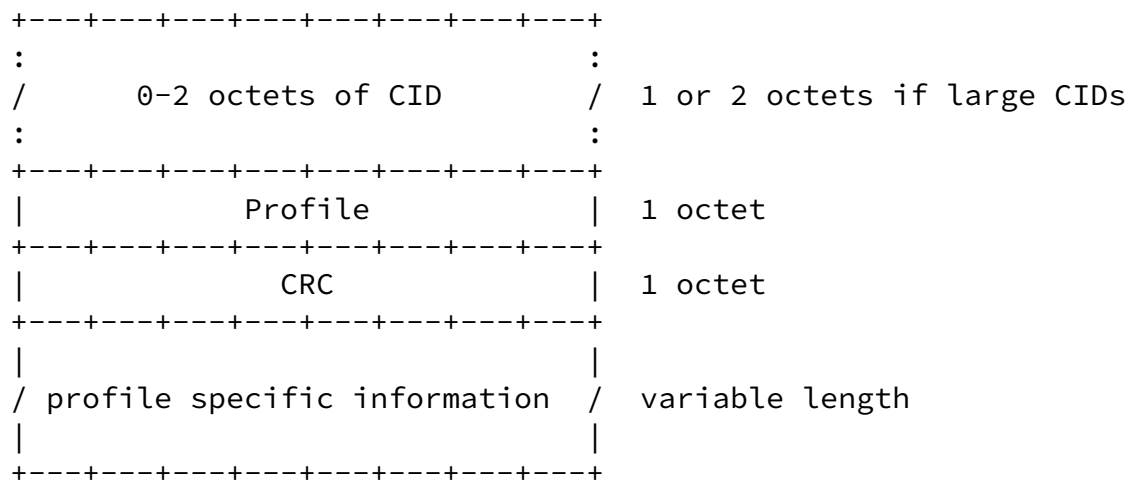 +---+---+---+---+---+---+---+---+
:                               :
/      0-2 octets of CID        /  1 or 2 octets if large CIDs
:                               :
+---+---+---+---+---+---+---+---+
|            Profile            |  1 octet
+---+---+---+---+---+---+---+---+
|              CRC              |  1 octet
+---+---+---+---+---+---+---+---+
|                               |
/ profile specific information  /  variable length
|                               |
+---+---+---+---+---+---+---+---+